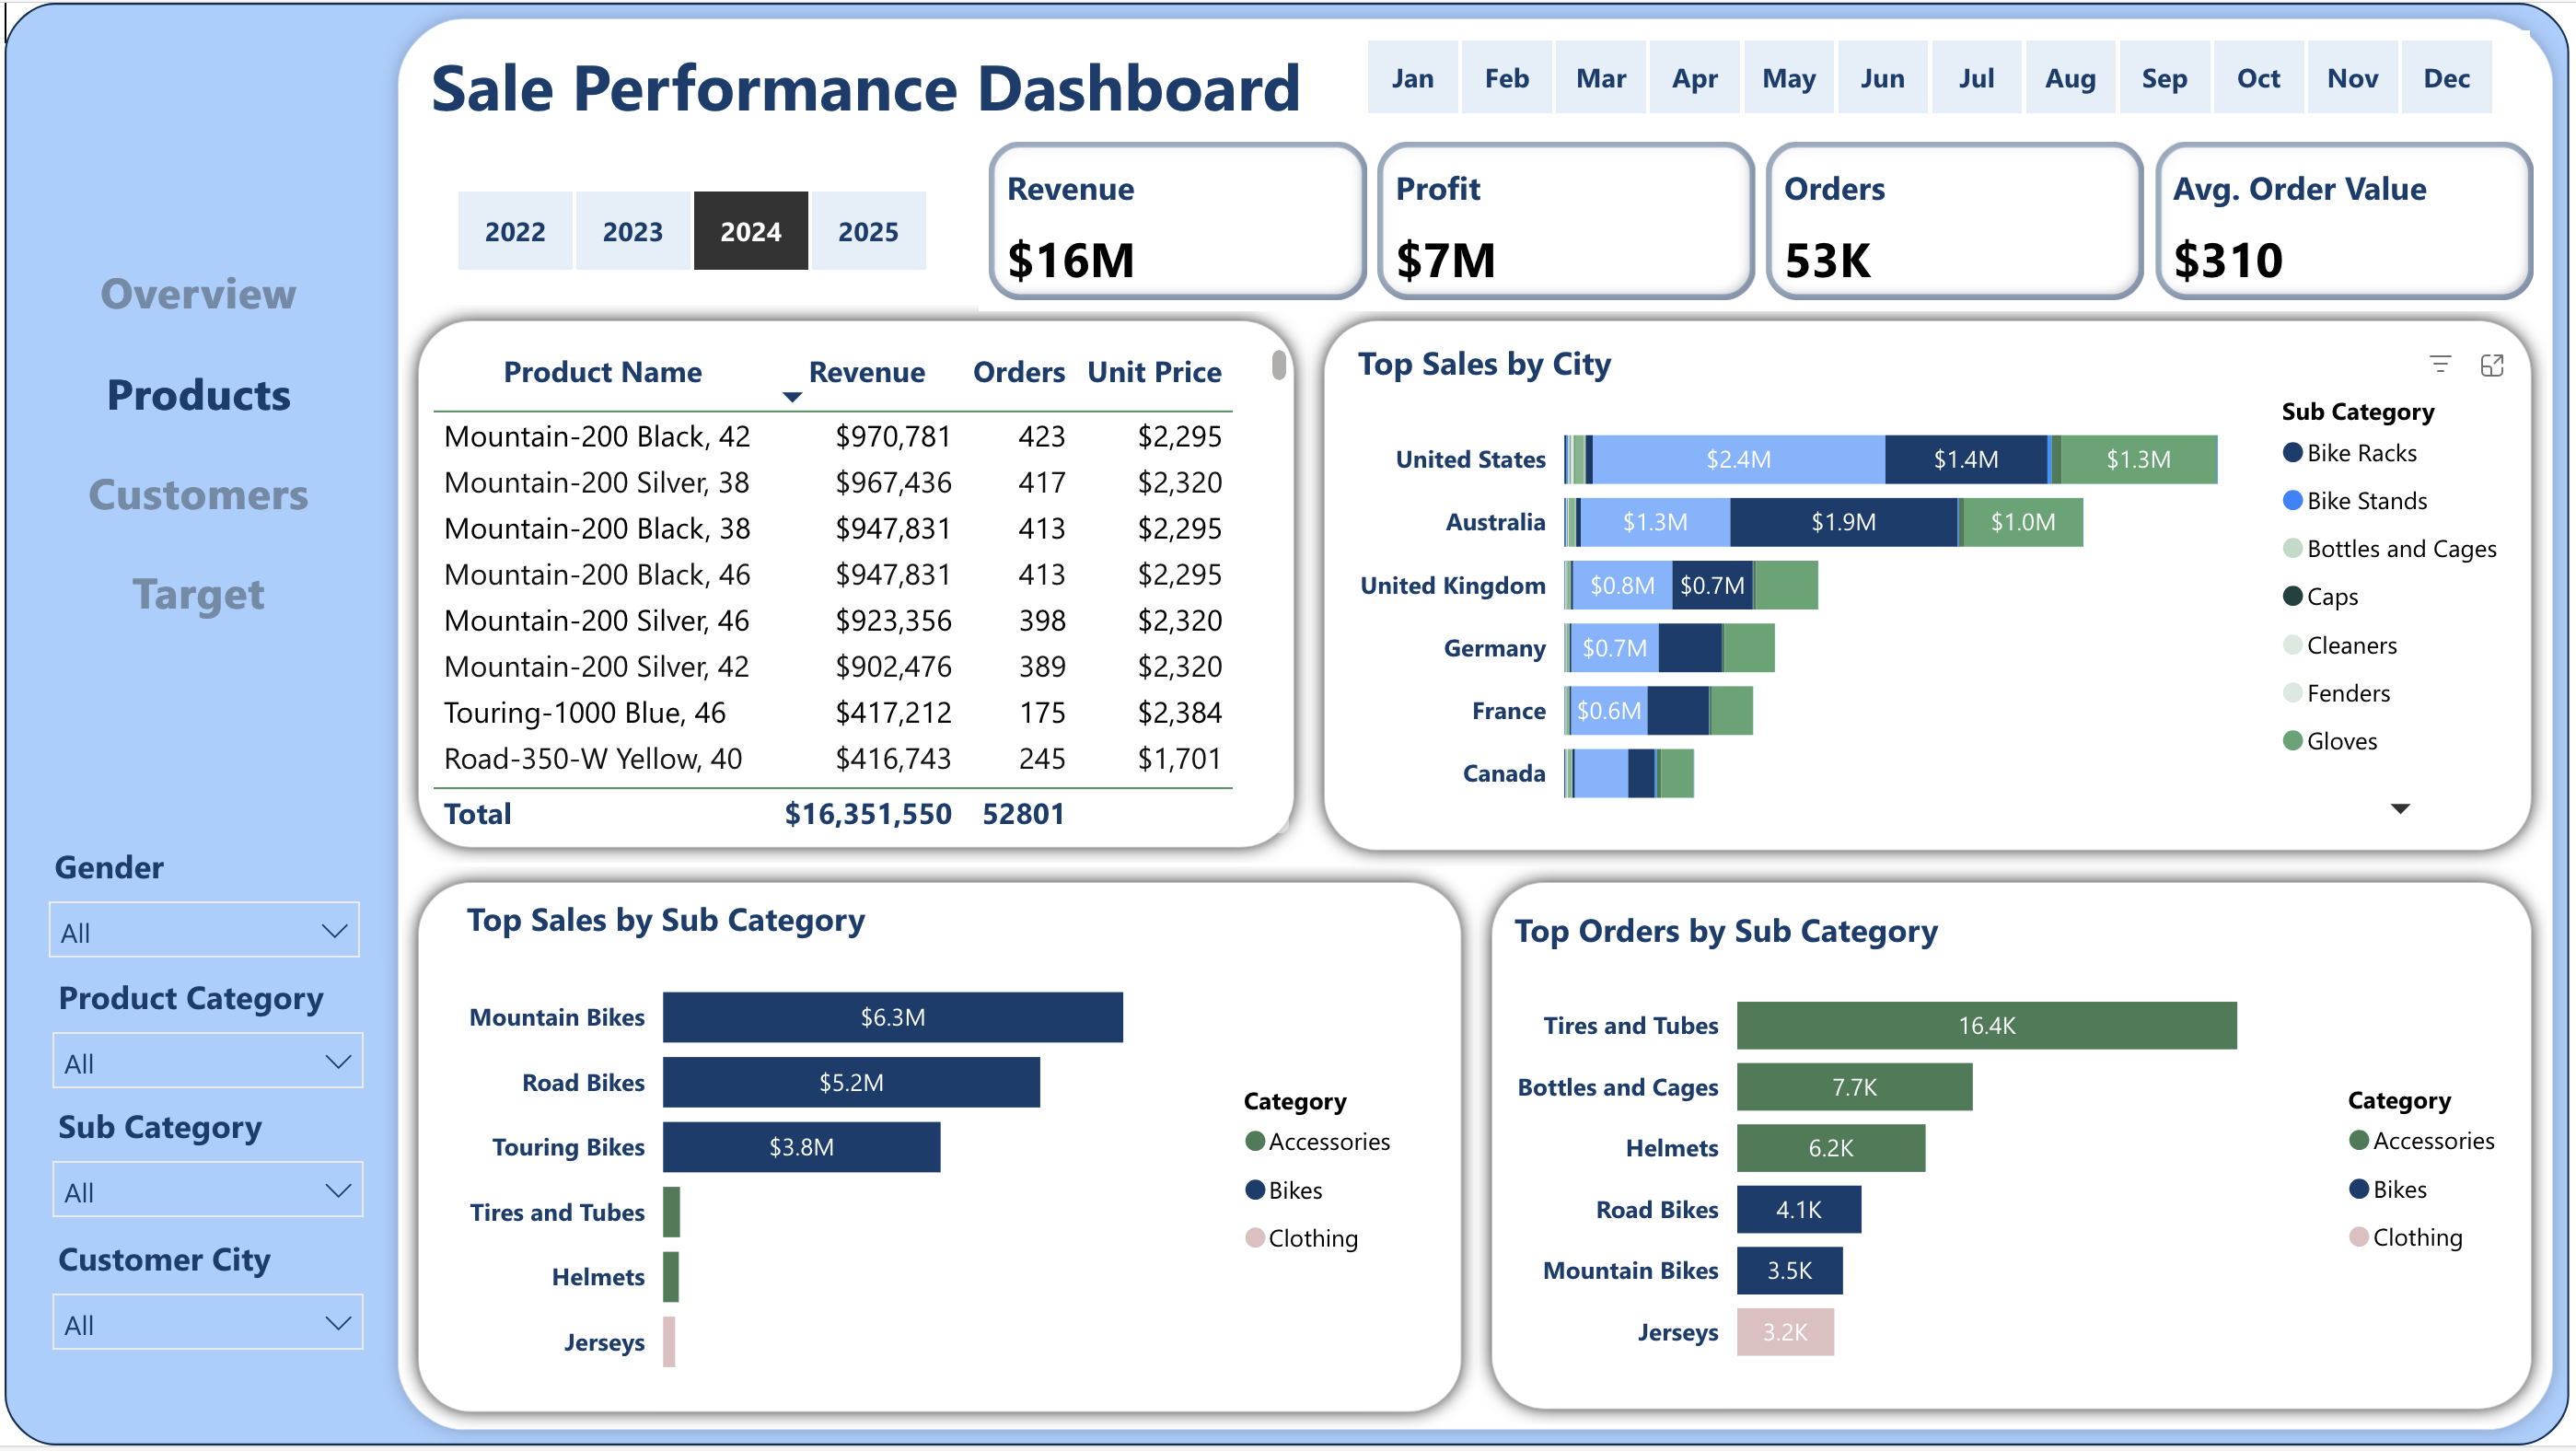 Sale Performance Dashboard
Jan Feb Mar Apr May Jun Jul Aug Sep Oct Nov Dec
2022 2023 2024 2025
Revenue
$16M
Profit
$7M
Orders
53K
Avg. Order Value
$310
Overview
Products
Customers
Target
Gender
All
Product Category
All
Sub Category
All
Customer City
All
Product Name Revenue Orders Unit Price
Mountain-200 Black, 42 $970,781 423 $2,295
Mountain-200 Silver, 38 $967,436 417 $2,320
Mountain-200 Black, 38 $947,831 413 $2,295
Mountain-200 Black, 46 $947,831 413 $2,295
Mountain-200 Silver, 46 $923,356 398 $2,320
Mountain-200 Silver, 42 $902,476 389 $2,320
Touring-1000 Blue, 46 $417,212 175 $2,384
Road-350-W Yellow, 40 $416,743 245 $1,701
Total $16,351,550 52801
Top Sales by City
United States $2.4M $1.4M $1.3M
Australia $1.3M $1.9M $1.0M
United Kingdom $0.8M $0.7M
Germany $0.7M
France $0.6M
Canada
Sub Category
Bike Racks
Bike Stands
Bottles and Cages
Caps
Cleaners
Fenders
Gloves
Top Sales by Sub Category
Mountain Bikes $6.3M
Road Bikes $5.2M
Touring Bikes $3.8M
Tires and Tubes
Helmets
Jerseys
Category
Accessories
Bikes
Clothing
Top Orders by Sub Category
Tires and Tubes 16.4K
Bottles and Cages 7.7K
Helmets 6.2K
Road Bikes 4.1K
Mountain Bikes 3.5K
Jerseys 3.2K
Category
Accessories
Bikes
Clothing